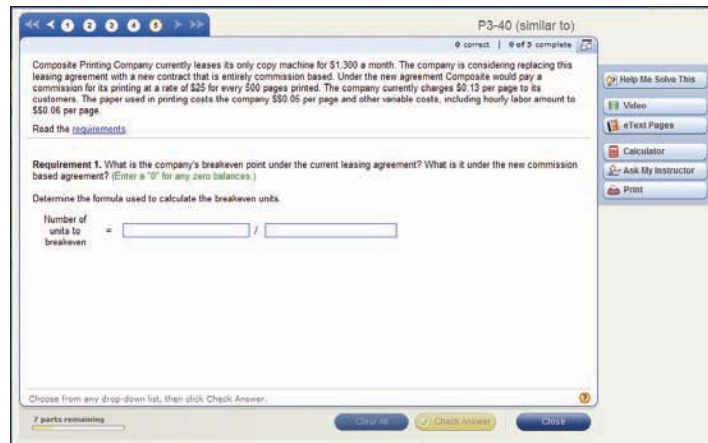 1 2 3 4 5
P3-40 (similar to)
0 correct | 0 of 5 complete
Composite Printing Company currently leases its only copy machine for $1,300 a month. The company is considering replacing this
leasing agreement with a new contract that is entirely commission based. Under the new agreement Composite would pay a
commission for its printing at a rate of $25 for every 500 pages printed. The company currently charges $0.13 per page to its
customers. The paper used in printing costs the company $$0.05 per page and other variable costs, including hourly labor amount to
$$0.06 per page.
Read the requirements.
Requirement 1. What is the company's breakeven point under the current leasing agreement? What is it under the new commission
based agreement? (Enter a "0" for any zero balances.)
Determine the formula used to calculate the breakeven units.
Number of
units to
breakeven
= /
Choose from any drop-down list, then click Check Answer.
7 parts remaining
Clear All
Check Answer
Close
Help Me Solve This
Video
eText Pages
Calculator
Ask My Instructor
Print